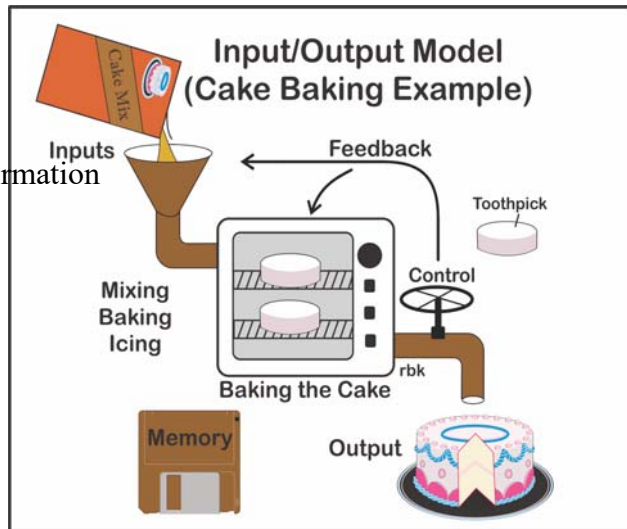 Input/Output Model
(Cake Baking Example)
Cake Mix
Inputs
rmation
Feedback
Toothpick
Control
Mixing
Baking
Icing
rbk
Baking the Cake
Memory
Output